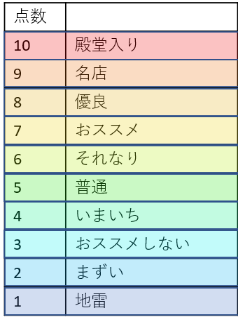 点数
10 殿堂入り
9 名店
8 優良
7 おススメ
6 それなり
5 普通
4 いまいち
3 おススメしない
2 まずい
1 地雷